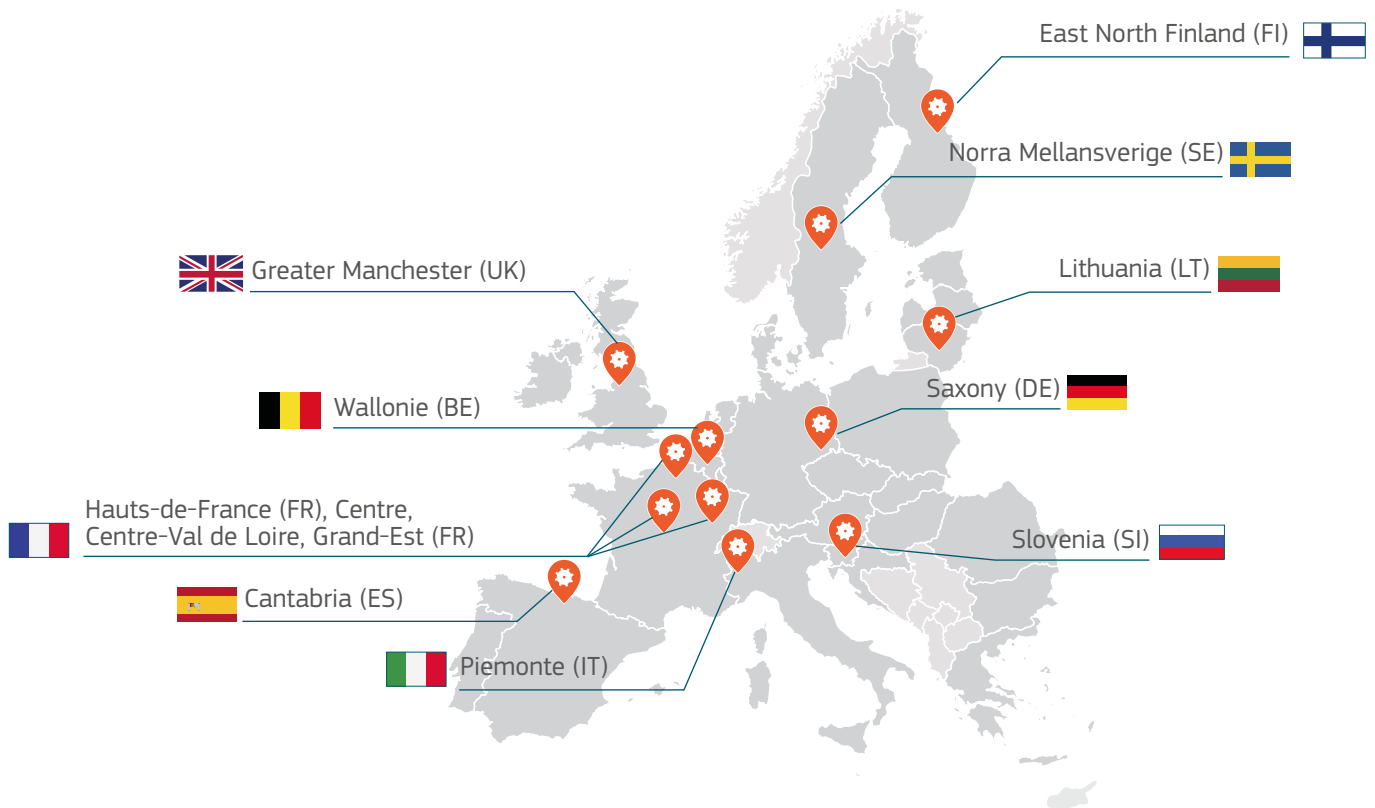 East North Finland (FI)
Norra Mellansverige (SE)
Greater Manchester (UK)
Lithuania (LT)
Saxony (DE)
Wallonie (BE)
Hauts-de-France (FR), Centre,
Centre-Val de Loire, Grand-Est (FR)
Slovenia (SI)
Cantabria (ES)
Piemonte (IT)